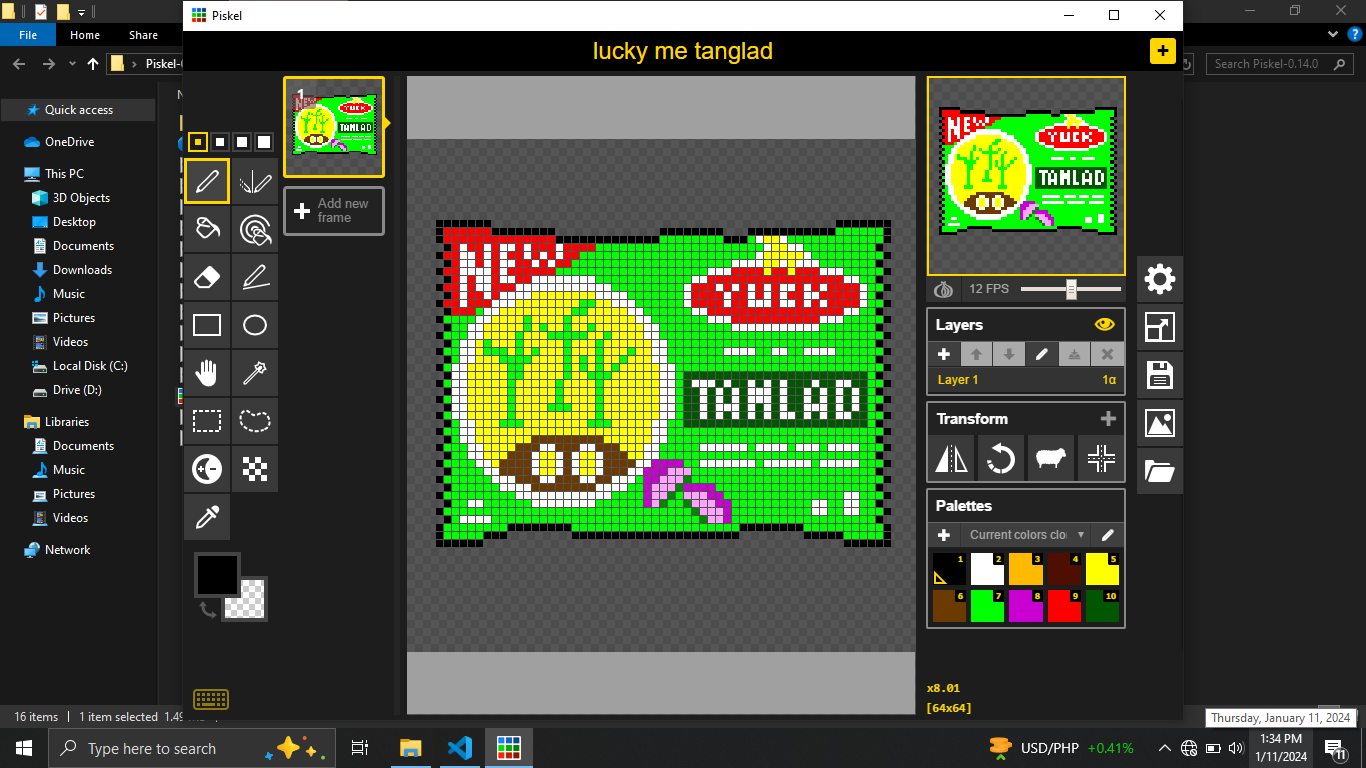 Piskel
File
Home
Share
lucky me tanglad
Piskel-0
Search Piskel-0.14.0
Quick access
OneDrive
This PC
3D Objects
Desktop
Documents
Downloads
Music
Pictures
Videos
Local Disk (C:)
Drive (D:)
Libraries
Documents
Music
Pictures
Videos
Network
1
Add new
frame
NEW
YUCK
TAMLAD
NEW
YUCK
TAMLAD
12 FPS
Layers
Layer 1
1α
Transform
Palettes
Current colors clo
1
2
3
4
5
6
7
8
9
10
x8.01
[64x64]
16 items
1 item selected
Thursday, January 11, 2024
Type here to search
USD/PHP +0.41%
1:34 PM
1/11/2024
11